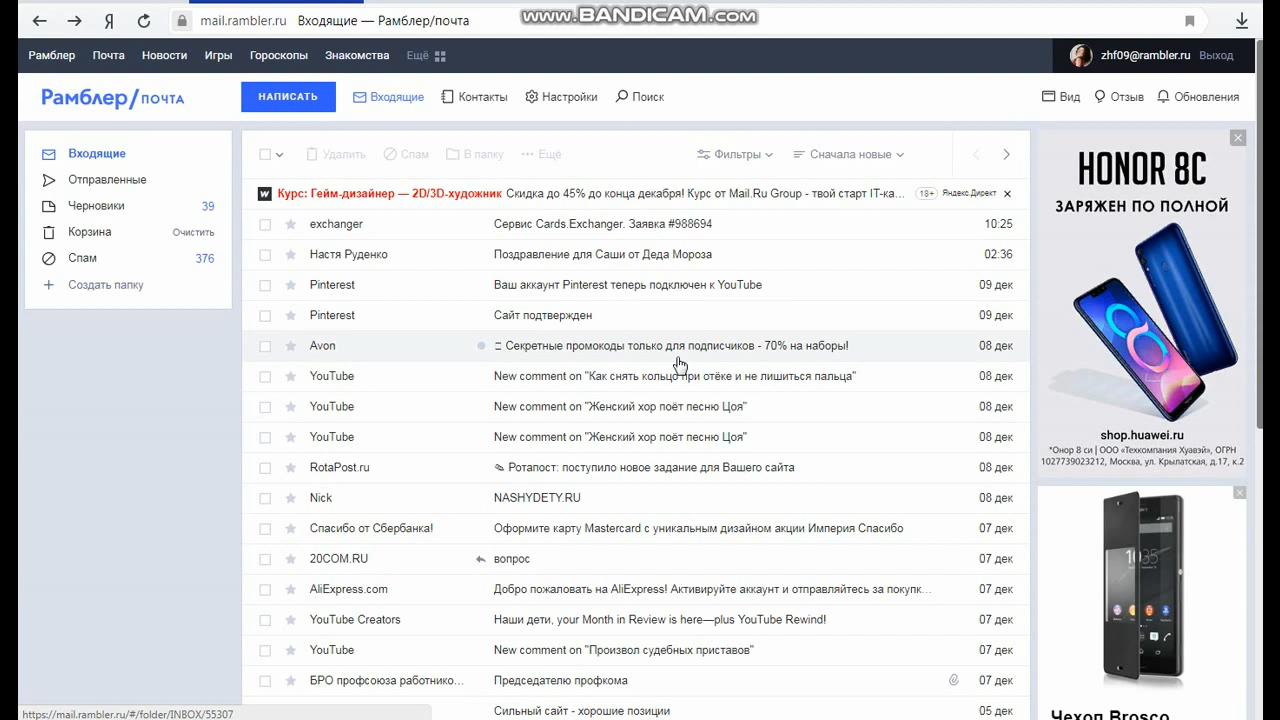 mail.rambler.ru Входящие — Рамблер/почта
www.BANDICAM.com
Рамблер Почта Новости Игры Гороскопы Знакомства Ещё
zhf09@rambler.ru Выход
Рамблер/ПОЧТА
НАПИСАТЬ
Входящие Контакты Настройки Поиск
Вид Отзыв Обновления
Входящие
Отправленные
Черновики 39
Корзина Очистить
Спам 376
Создать папку
Удалить Спам В папку Ещё Фильтры Сначала новые
Курс: Гейм-дизайнер — 2D/3D-художник Скидка до 45% до конца декабря! Курс от Mail.Ru Group - твой старт IT-ка... 18+ Яндекс.Директ
exchanger Сервис Cards.Exchanger. Заявка #988694 10:25
Настя Руденко Поздравление для Саши от Деда Мороза 02:36
Pinterest Ваш аккаунт Pinterest теперь подключен к YouTube 09 дек
Pinterest Сайт подтвержден 09 дек
Avon Секретные промокоды только для подписчиков - 70% на наборы! 08 дек
YouTube New comment on "Как снять кольцо при отёке и не лишиться пальца" 08 дек
YouTube New comment on "Женский хор поёт песню Цоя" 08 дек
YouTube New comment on "Женский хор поёт песню Цоя" 08 дек
RotaPost.ru ✎ Ротапост: поступило новое задание для Вашего сайта 08 дек
Nick NASHYDETY.RU 08 дек
Спасибо от Сбербанка! Оформите карту Mastercard с уникальным дизайном акции Империя Спасибо 07 дек
20COM.RU вопрос 07 дек
AliExpress.com Добро пожаловать на AliExpress! Активируйте аккаунт и отправляйтесь за покупк... 07 дек
YouTube Creators Наши дети, your Month in Review is here—plus YouTube Rewind! 07 дек
YouTube New comment on "Произвол судебных приставов" 07 дек
БРО профсоюза работнико... Председателю профкома 07 дек
Сильный сайт - хорошие позиции 05 дек
HONOR 8C
ЗАРЯЖЕН ПО ПОЛНОЙ
shop.huawei.ru
*Онор 8 си | ООО «Техкомпания Хуавэй», ОГРН
1027739023212, Москва, ул. Крылатская, д.17, к.2
Чехол Brosco
https://mail.rambler.ru/#/folder/INBOX/55307